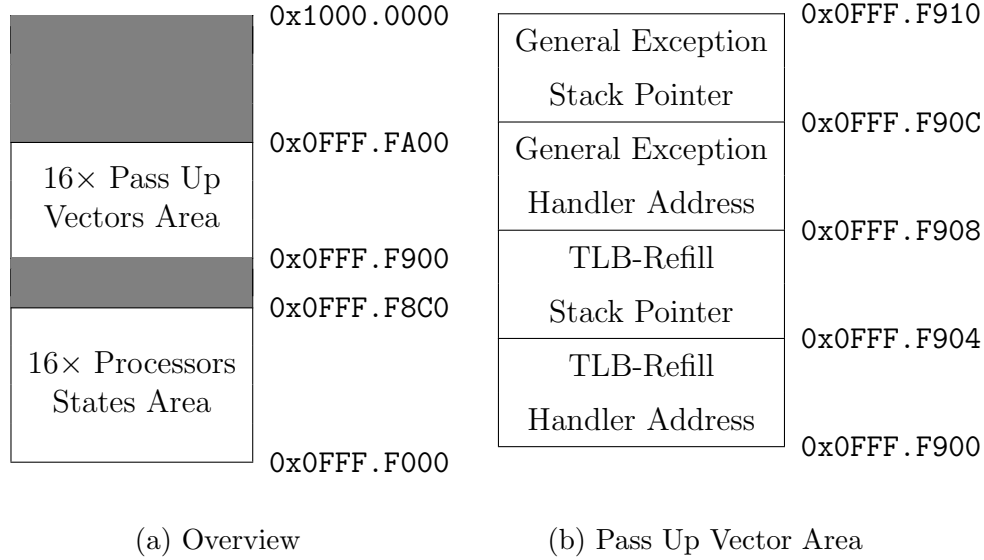 0x1000.0000
0x0FFF.FA00
16× Pass Up
Vectors Area
0x0FFF.F900
0x0FFF.F8C0
16× Processors
States Area
0x0FFF.F000
(a) Overview
0x0FFF.F910
General Exception
Stack Pointer
0x0FFF.F90C
General Exception
Handler Address
0x0FFF.F908
TLB-Refill
Stack Pointer
0x0FFF.F904
TLB-Refill
Handler Address
0x0FFF.F900
(b) Pass Up Vector Area